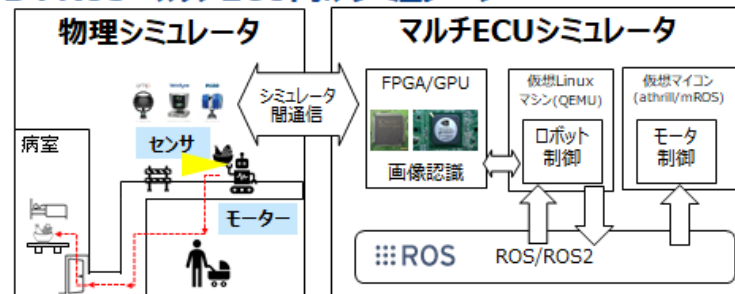 物理シミュレータ
病室
センサ
モーター
シミュレータ
間通信
マルチECUシミュレータ
FPGA/GPU
画像認識
仮想Linux
マシン(QEMU)
ロボット
制御
仮想マイコン
(athrill/mROS)
モータ
制御
ROS
ROS/ROS2